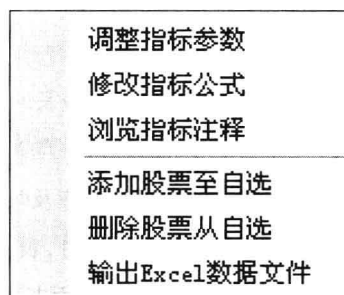 调整指标参数
修改指标公式
浏览指标注释
添加股票至自选
删除股票从自选
输出Excel数据文件